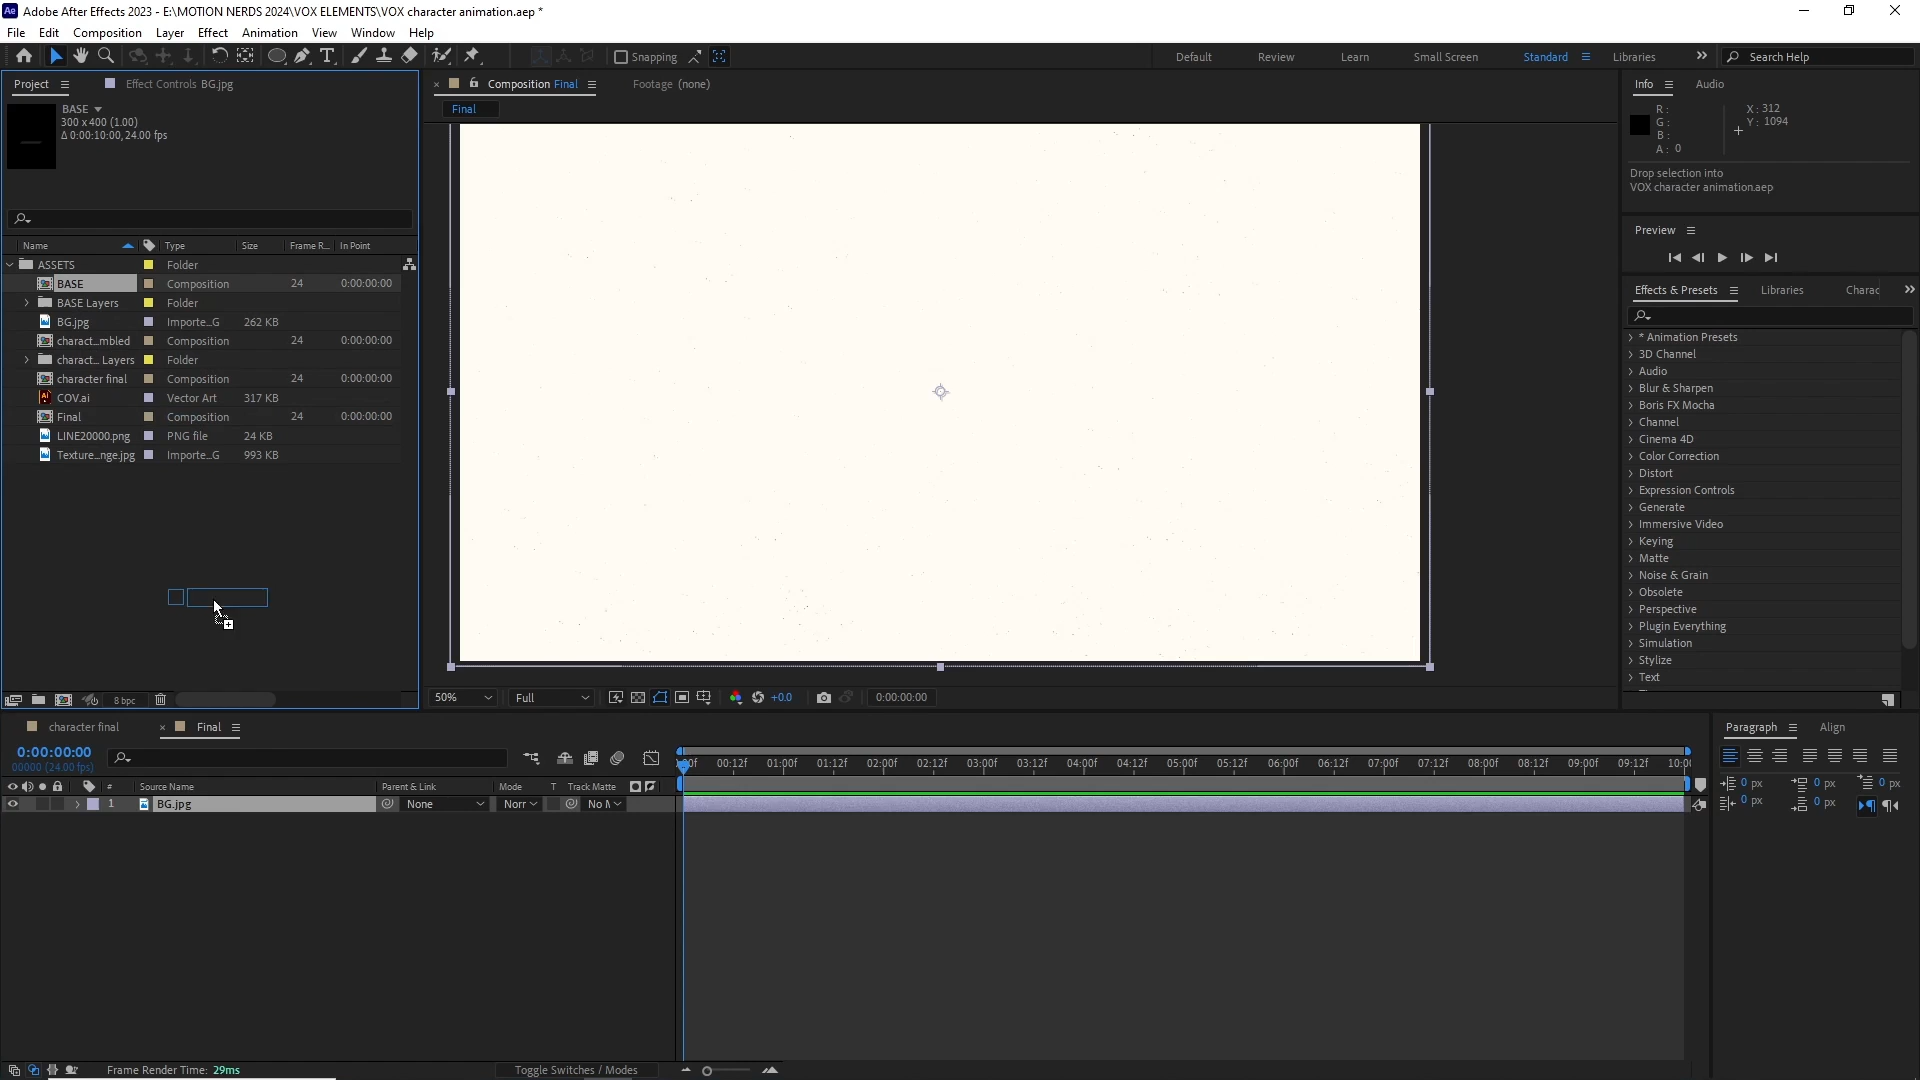 Adobe After Effects 2023 - E:\MOTION NERDS 2024\VOX ELEMENTS\VOX character animation.aep *
File Edit Composition Layer Effect Animation View Window Help
Snapping
Default Review Learn Small Screen Standard Libraries Search Help
Project Effect Controls BG.jpg
BASE
300 x 400 (1.00)
Δ 0:00:10:00, 24.00 fps
Name Type Size Frame R... In Point
ASSETS Folder
BASE Composition 24 0:00:00:00
BASE Layers Folder
BG.jpg Importe...G 262 KB
charact...mbled Composition 24 0:00:00:00
charact... Layers Folder
character final Composition 24 0:00:00:00
COV.ai Vector Art 317 KB
Final Composition 24 0:00:00:00
LINE20000.png PNG file 24 KB
Texture...nge.jpg Importe...G 993 KB
8 bpc
Composition Final Footage (none)
Final
50% Full +0.0 0:00:00:00
Info Audio
R:
G:
B:
A: 0
X: 312
Y: 1094
Drop selection into
VOX character animation.aep
Preview
Effects & Presets Libraries Charac
* Animation Presets
3D Channel
Audio
Blur & Sharpen
Boris FX Mocha
Channel
Cinema 4D
Color Correction
Distort
Expression Controls
Generate
Immersive Video
Keying
Matte
Noise & Grain
Obsolete
Perspective
Plugin Everything
Simulation
Stylize
Text
character final Final
0:00:00:00
00000 (24.00 fps)
# Source Name Parent & Link Mode T Track Matte
1 BG.jpg None Norr No M
00f 00:12f 01:00f 01:12f 02:00f 02:12f 03:00f 03:12f 04:00f 04:12f 05:00f 05:12f 06:00f 06:12f 07:00f 07:12f 08:00f 08:12f 09:00f 09:12f 10:0
Frame Render Time: 29ms
Toggle Switches / Modes
Paragraph Align
0 px 0 px 0 px
0 px 0 px